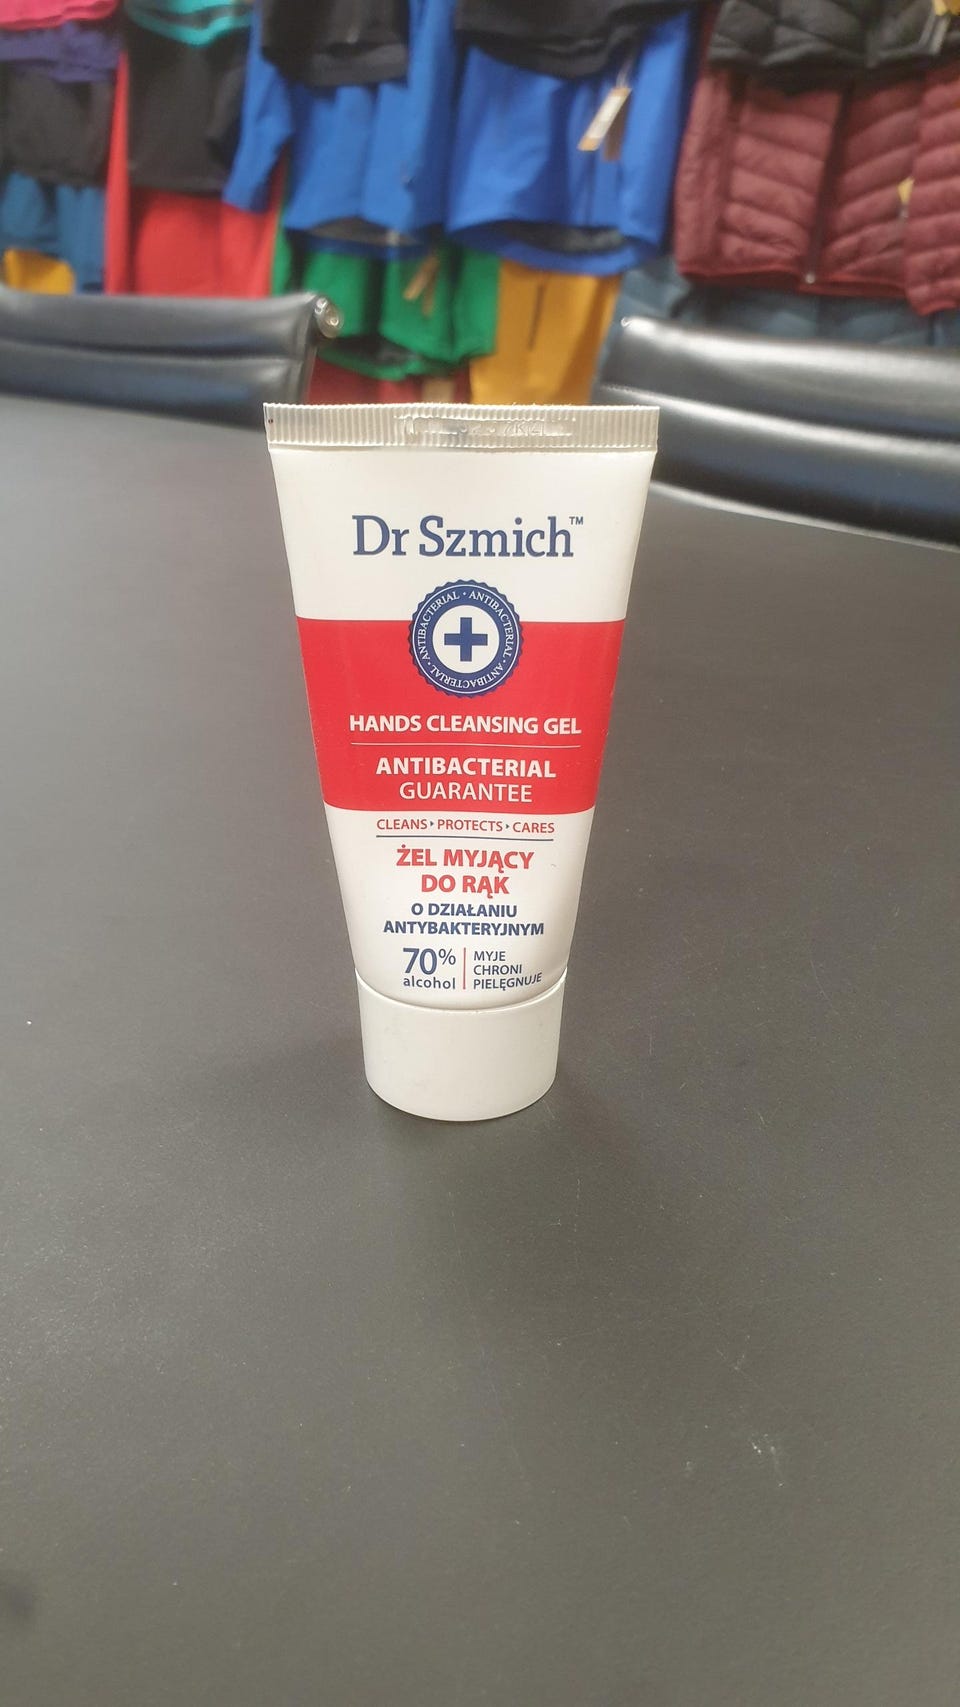 Dr Szmich™
ANTIBACTERIAL • ANTIBACTERIAL • ANTIBACTERIAL • ANTIBACTERIAL •
HANDS CLEANSING GEL
ANTIBACTERIAL
GUARANTEE
CLEANS ▸ PROTECTS ▸ CARES
ŻEL MYJĄCY
DO RĄK
O DZIAŁANIU
ANTYBAKTERYJNYM
70% alcohol
MYJE
CHRONI
PIELĘGNUJE